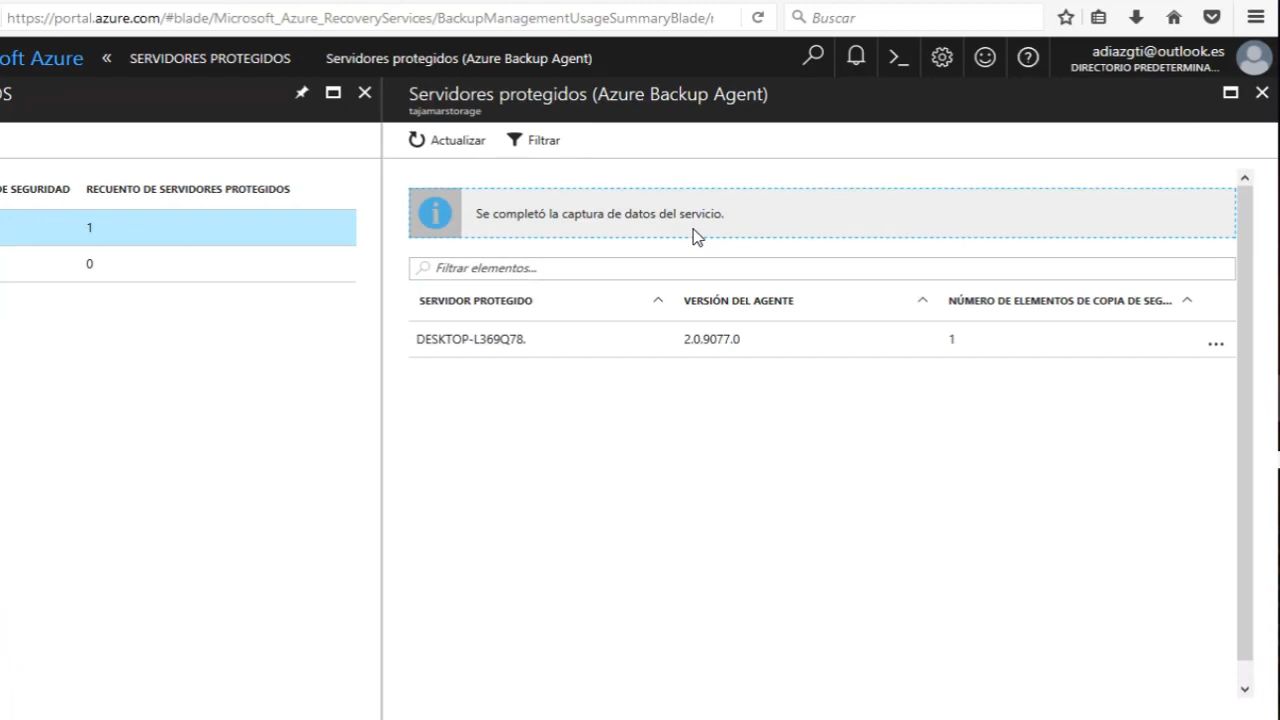 https://portal.azure.com/#blade/Microsoft_Azure_RecoveryServices/BackupManagementUsageSummaryBlade/r
Buscar
oft Azure « SERVIDORES PROTEGIDOS Servidores protegidos (Azure Backup Agent)
adiazgti@outlook.es
DIRECTORIO PREDETERMINA...
OS
Servidores protegidos (Azure Backup Agent)
tajamarstorage
Actualizar Filtrar
DE SEGURIDAD RECUENTO DE SERVIDORES PROTEGIDOS
1
0
Se completó la captura de datos del servicio.
Filtrar elementos...
SERVIDOR PROTEGIDO VERSIÓN DEL AGENTE NÚMERO DE ELEMENTOS DE COPIA DE SEG...
DESKTOP-L369Q78. 2.0.9077.0 1 ...